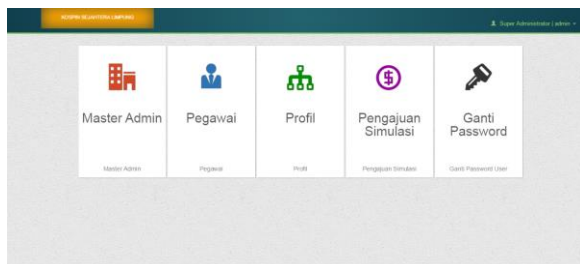 KOSPIN SEJAHTERA LIMPUNG
Super Administrator | admin
Master Admin
Pegawai
Profil
Pengajuan
Simulasi
Ganti
Password
Master Admin
Pegawai
Profil
Pengajuan Simulasi
Ganti Password User